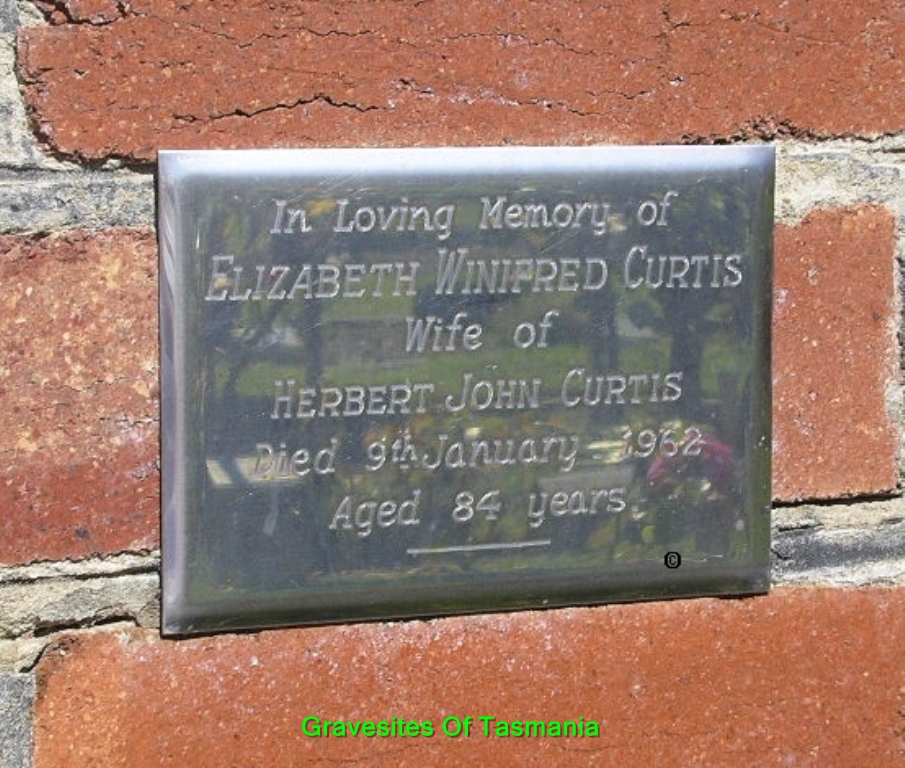 In Loving Memory of
ELIZABETH WINIFRED CURTIS
Wife of
HERBERT JOHN CURTIS
Died 9th January 1962
Aged 84 years.
©
Gravesites Of Tasmania